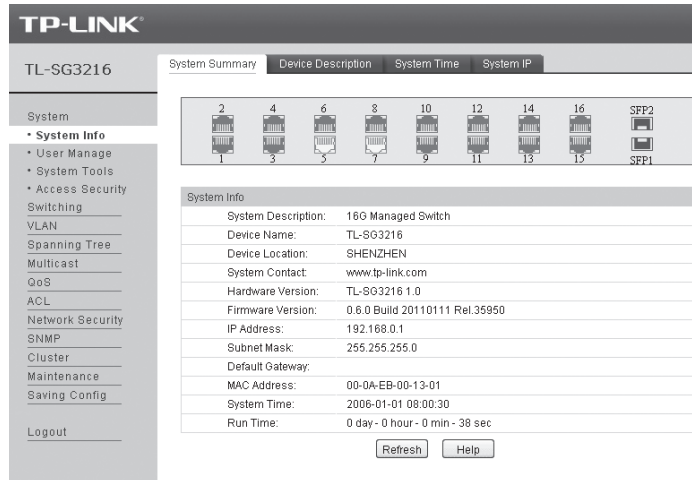 TP-LINK®
TL-SG3216
System Summary Device Description System Time System IP
System
• System Info
• User Manage
• System Tools
• Access Security
Switching
VLAN
Spanning Tree
Multicast
QoS
ACL
Network Security
SNMP
Cluster
Maintenance
Saving Config
Logout
2 4 6 8 10 12 14 16 SFP2
1 3 5 7 9 11 13 15 SFP1
System Info
System Description: 16G Managed Switch
Device Name: TL-SG3216
Device Location: SHENZHEN
System Contact: www.tp-link.com
Hardware Version: TL-SG3216 1.0
Firmware Version: 0.6.0 Build 20110111 Rel.35950
IP Address: 192.168.0.1
Subnet Mask: 255.255.255.0
Default Gateway:
MAC Address: 00-0A-EB-00-13-01
System Time: 2006-01-01 08:00:30
Run Time: 0 day - 0 hour - 0 min - 38 sec
Refresh Help